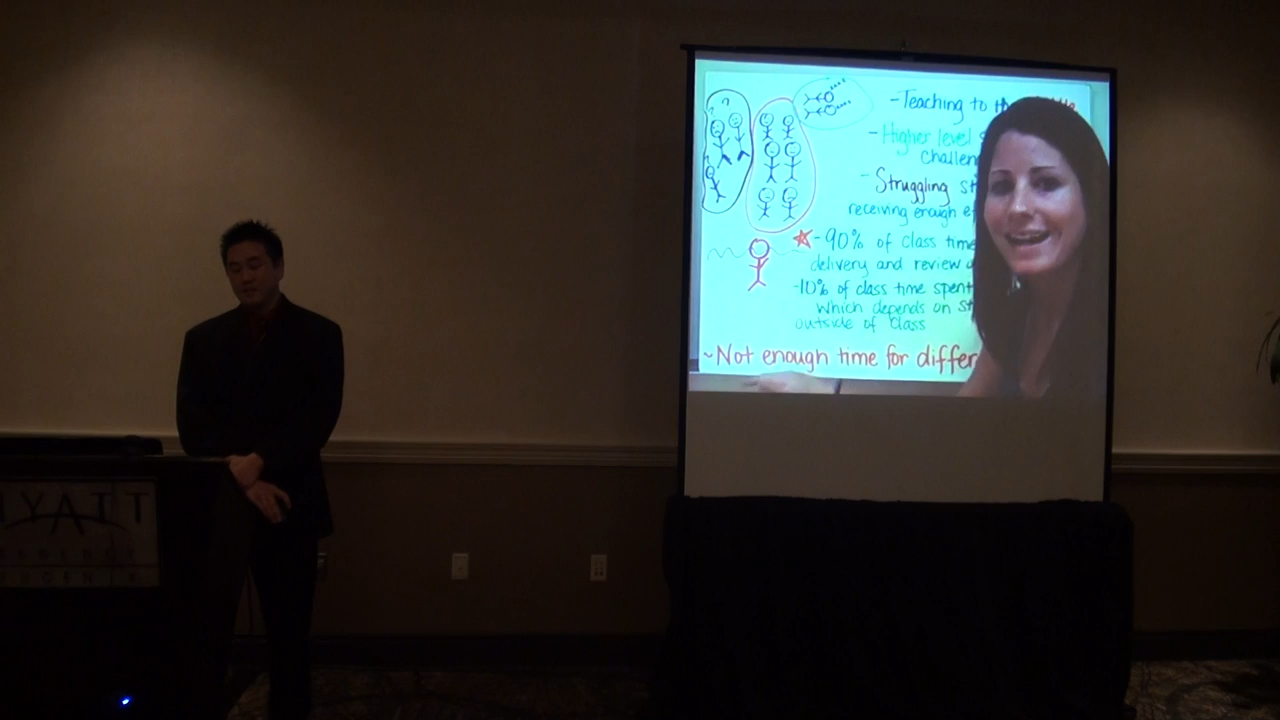 -Teaching to
-Higher level
challen
-Struggling st
receiving enough ef
-90% of class time
delivery and review
-10% of class time spent
which depends on st
outside of class
~Not enough time for differ
HYATT